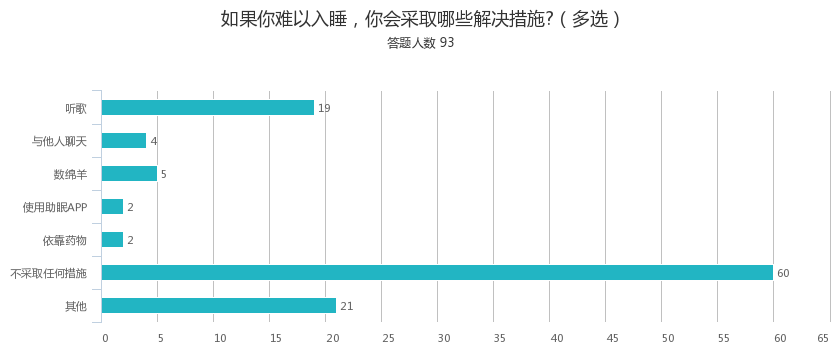 如果你难以入睡，你会采取哪些解决措施?（多选）
答题人数 93
听歌 19
与他人聊天 4
数绵羊 5
使用助眠APP 2
依靠药物 2
不采取任何措施 60
其他 21
0 5 10 15 20 25 30 35 40 45 50 55 60 65